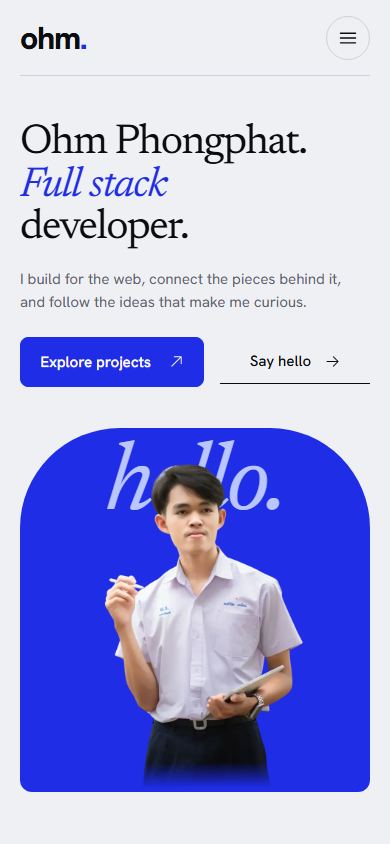 ohm.
Ohm Phongphat.
Full stack
developer.
I build for the web, connect the pieces behind it,
and follow the ideas that make me curious.
Explore projects
Say hello